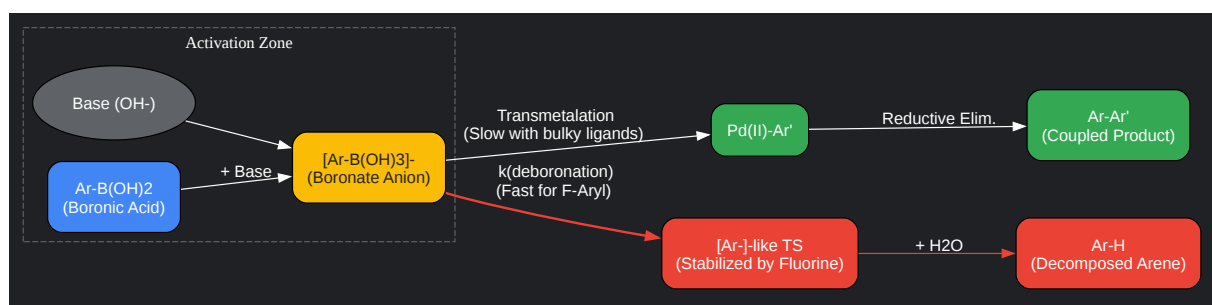 Activation Zone
Base (OH-)
Ar-B(OH)2
(Boronic Acid)
+ Base
[Ar-B(OH)3]-
(Boronate Anion)
Transmetalation
(Slow with bulky ligands)
k(deboronation)
(Fast for F-Aryl)
Pd(II)-Ar'
Reductive Elim.
Ar-Ar'
(Coupled Product)
[Ar-]-like TS
(Stabilized by Fluorine)
+ H2O
Ar-H
(Decomposed Arene)